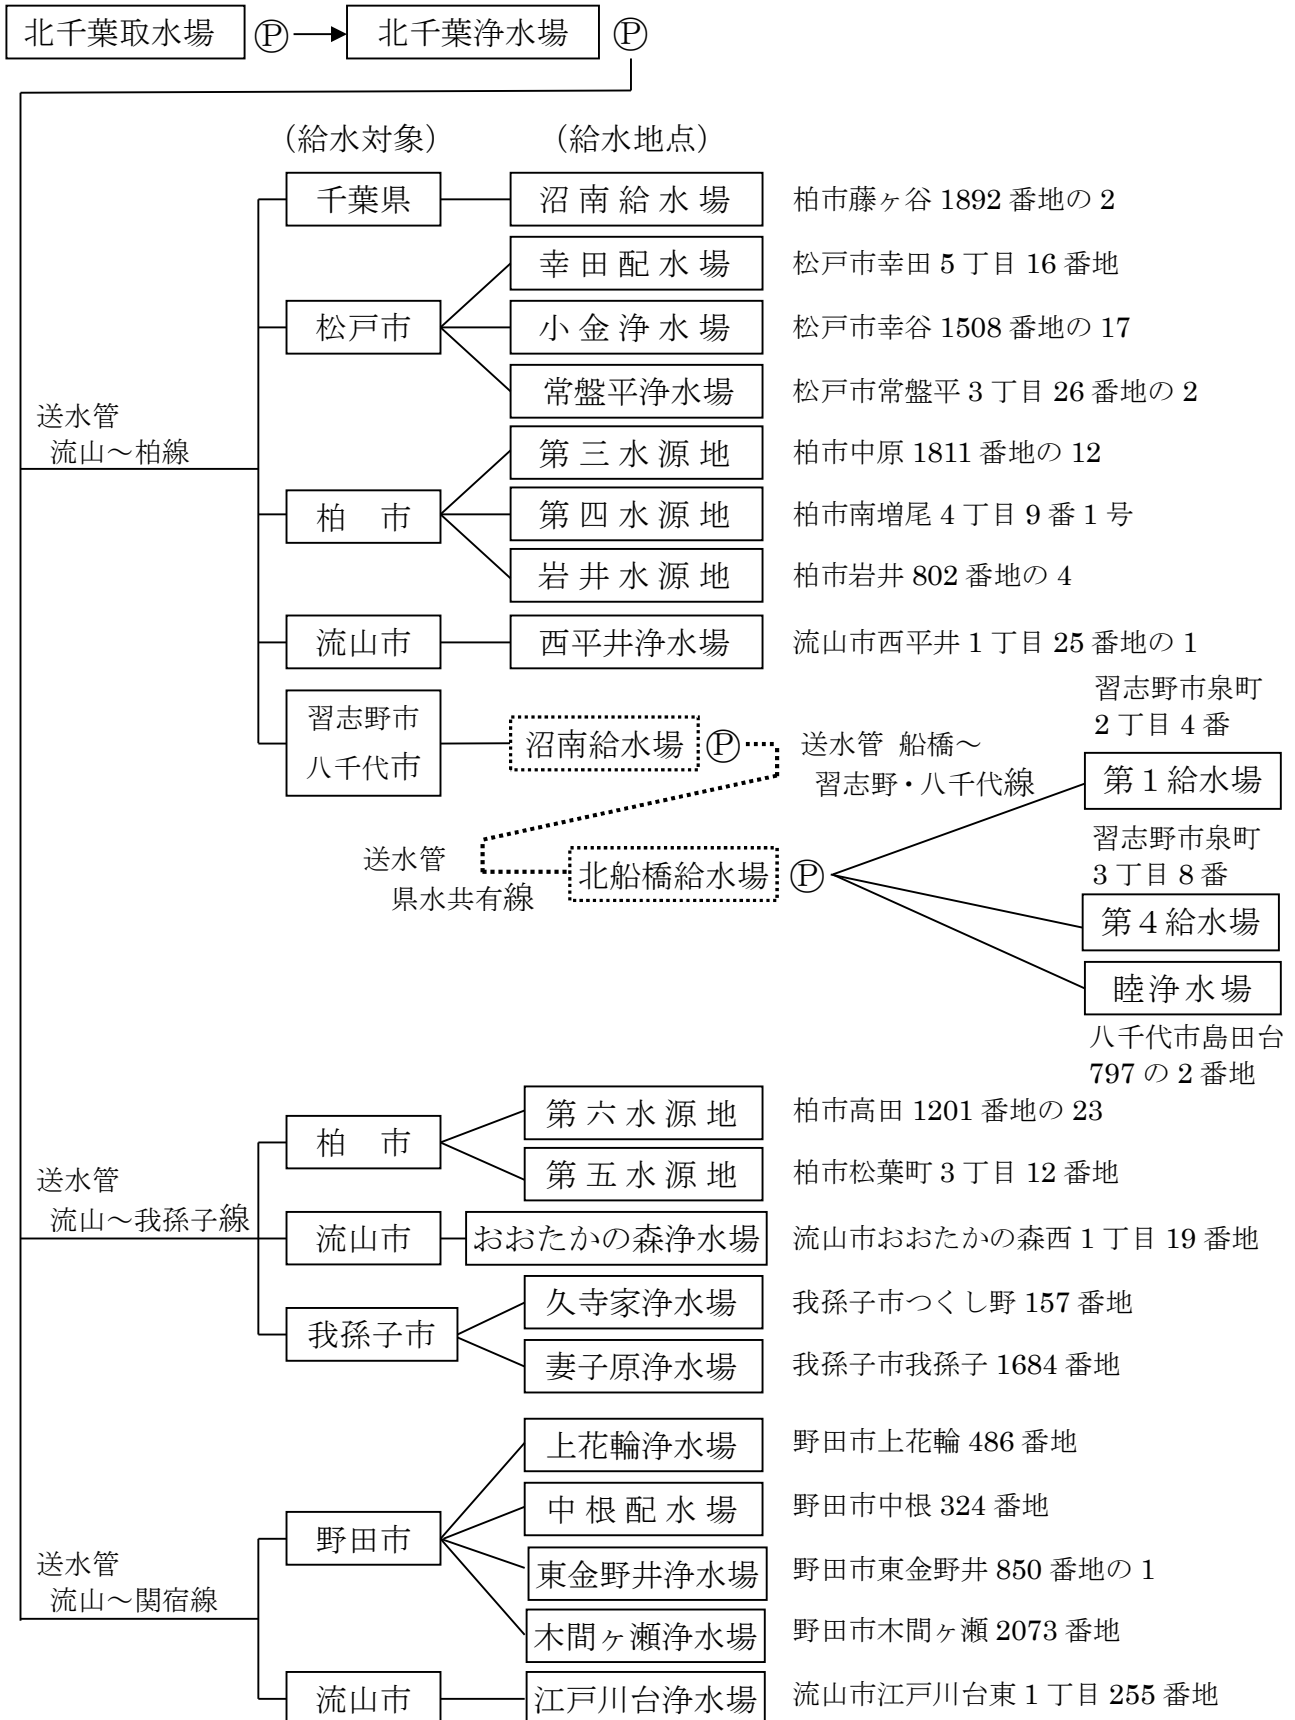 北千葉取水場 Ⓟ 北千葉浄水場 Ⓟ
(給水対象) (給水地点)
千葉県 沼南給水場 柏市藤ヶ谷 1892 番地の 2
幸田配水場 松戸市幸田 5 丁目 16 番地
松戸市 小金浄水場 松戸市幸谷 1508 番地の 17
常盤平浄水場 松戸市常盤平 3 丁目 26 番地の 2
送水管
流山～柏線
第三水源地 柏市中原 1811 番地の 12
柏 市 第四水源地 柏市南増尾 4 丁目 9 番 1 号
岩井水源地 柏市岩井 802 番地の 4
流山市 西平井浄水場 流山市西平井 1 丁目 25 番地の 1
習志野市
八千代市
沼南給水場 Ⓟ
送水管 船橋～
習志野・八千代線
習志野市泉町
2 丁目 4 番
第１給水場
送水管
県水共有線
北船橋給水場 Ⓟ
習志野市泉町
3 丁目 8 番
第４給水場
睦浄水場
八千代市島田台
797 の 2 番地
第六水源地 柏市高田 1201 番地の 23
柏 市
第五水源地 柏市松葉町 3 丁目 12 番地
送水管
流山～我孫子線
流山市 おおたかの森浄水場 流山市おおたかの森西 1 丁目 19 番地
久寺家浄水場 我孫子市つくし野 157 番地
我孫子市
妻子原浄水場 我孫子市我孫子 1684 番地
上花輪浄水場 野田市上花輪 486 番地
中根配水場 野田市中根 324 番地
野田市
東金野井浄水場 野田市東金野井 850 番地の 1
送水管
流山～関宿線
木間ヶ瀬浄水場 野田市木間ヶ瀬 2073 番地
流山市 江戸川台浄水場 流山市江戸川台東 1 丁目 255 番地